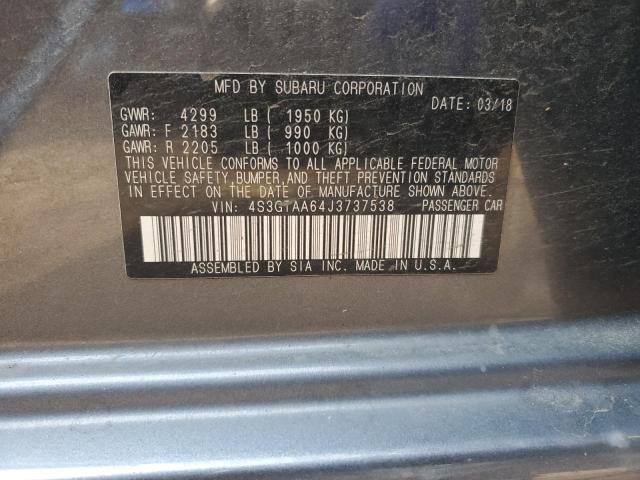 MFD BY SUBARU CORPORATION
DATE: 03/18
GVWR: 4299 LB ( 1950 KG)
GAWR: F 2183 LB ( 990 KG)
GAWR: R 2205 LB ( 1000 KG)
THIS VEHICLE CONFORMS TO ALL APPLICABLE FEDERAL MOTOR
VEHICLE SAFETY,BUMPER,AND THEFT PREVENTION STANDARDS
IN EFFECT ON THE DATE OF MANUFACTURE SHOWN ABOVE.
VIN: 4S3GTAA64J3737538 PASSENGER CAR
ASSEMBLED BY SIA INC. MADE IN U.S.A.